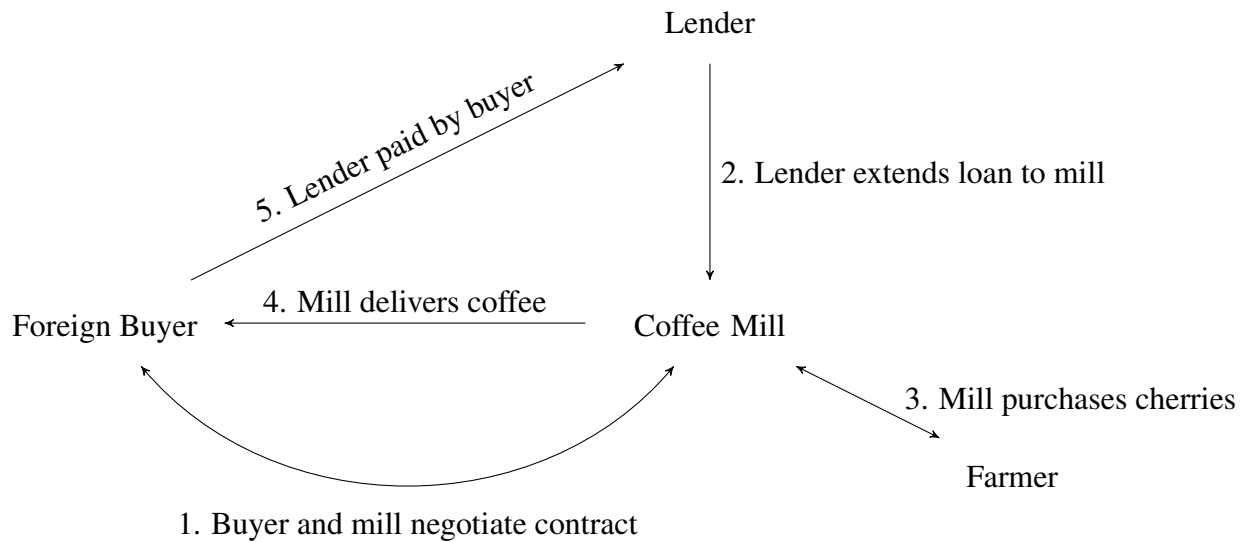 Lender
5. Lender paid by buyer
2. Lender extends loan to mill
4. Mill delivers coffee
Foreign Buyer
Coffee Mill
3. Mill purchases cherries
Farmer
1. Buyer and mill negotiate contract